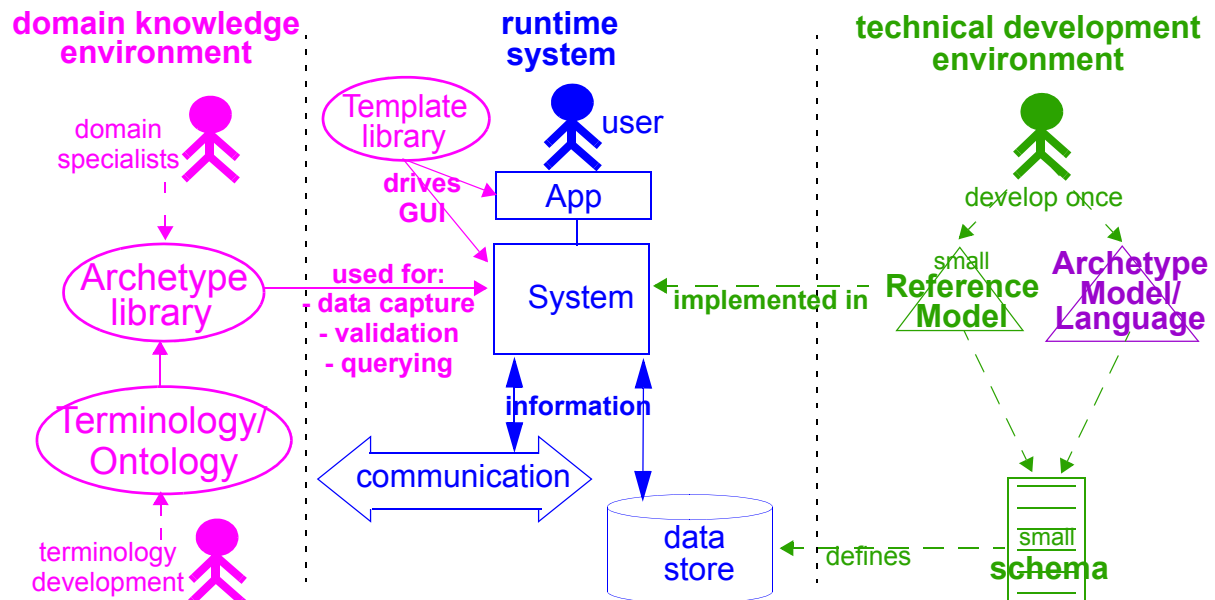 domain knowledge
environment
domain
specialists
Archetype
library
Terminology/
Ontology
terminology
development
runtime
system
Template
library
user
drives
GUI
App
used for:
- data capture
- validation
- querying
System
information
communication
data
store
technical development
environment
develop once
small
Reference
Model
Archetype
Model/
Language
implemented in
defines
small
schema